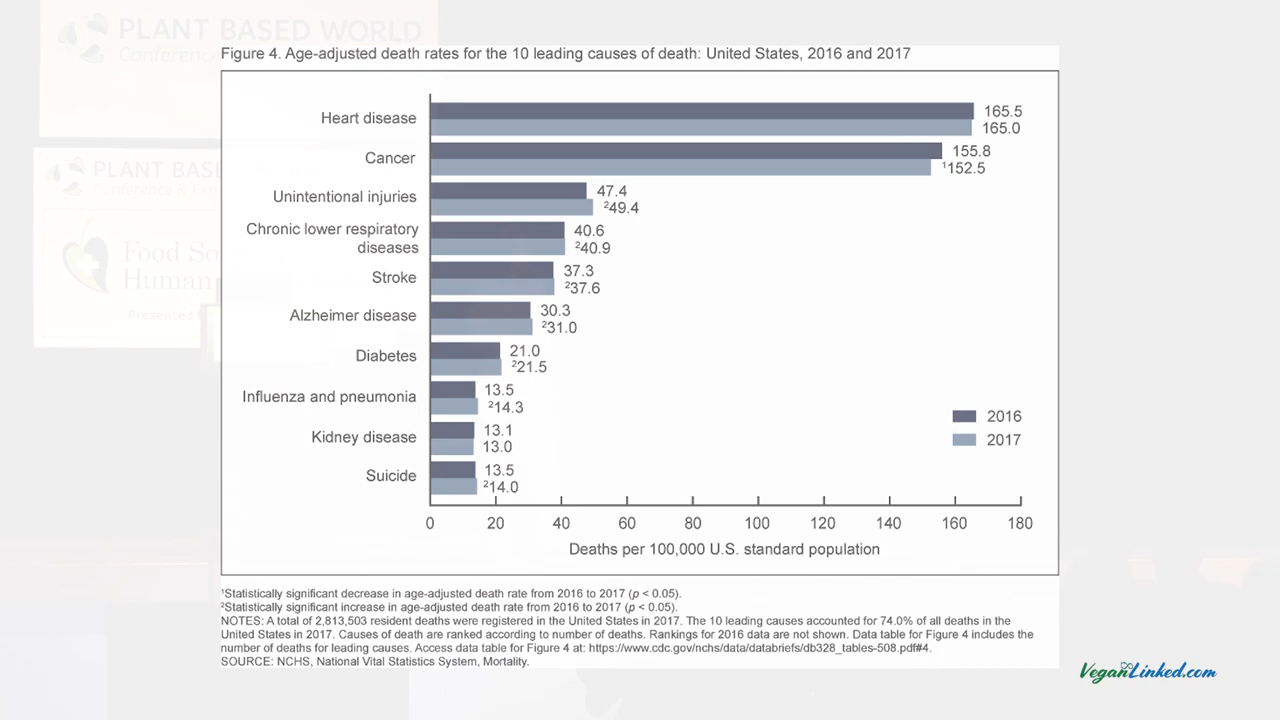 PLANT BASED WORLD
Conference
PLANT BASE
Conference & Exp
Food So
Human
Presented
Figure 4. Age-adjusted death rates for the 10 leading causes of death: United States, 2016 and 2017
Heart disease
165.5
165.0
Cancer
155.8
¹152.5
Unintentional injuries
47.4
²49.4
Chronic lower respiratory
diseases
40.6
²40.9
Stroke
37.3
²37.6
Alzheimer disease
30.3
²31.0
Diabetes
21.0
²21.5
Influenza and pneumonia
13.5
²14.3
Kidney disease
13.1
13.0
Suicide
13.5
²14.0
2016
2017
0 20 40 60 80 100 120 140 160 180
Deaths per 100,000 U.S. standard population
¹Statistically significant decrease in age-adjusted death rate from 2016 to 2017 (p < 0.05).
²Statistically significant increase in age-adjusted death rate from 2016 to 2017 (p < 0.05).
NOTES: A total of 2,813,503 resident deaths were registered in the United States in 2017. The 10 leading causes accounted for 74.0% of all deaths in the
United States in 2017. Causes of death are ranked according to number of deaths. Rankings for 2016 data are not shown. Data table for Figure 4 includes the
number of deaths for leading causes. Access data table for Figure 4 at: https://www.cdc.gov/nchs/data/databriefs/db328_tables-508.pdf#4.
SOURCE: NCHS, National Vital Statistics System, Mortality.
VeganLinked.com